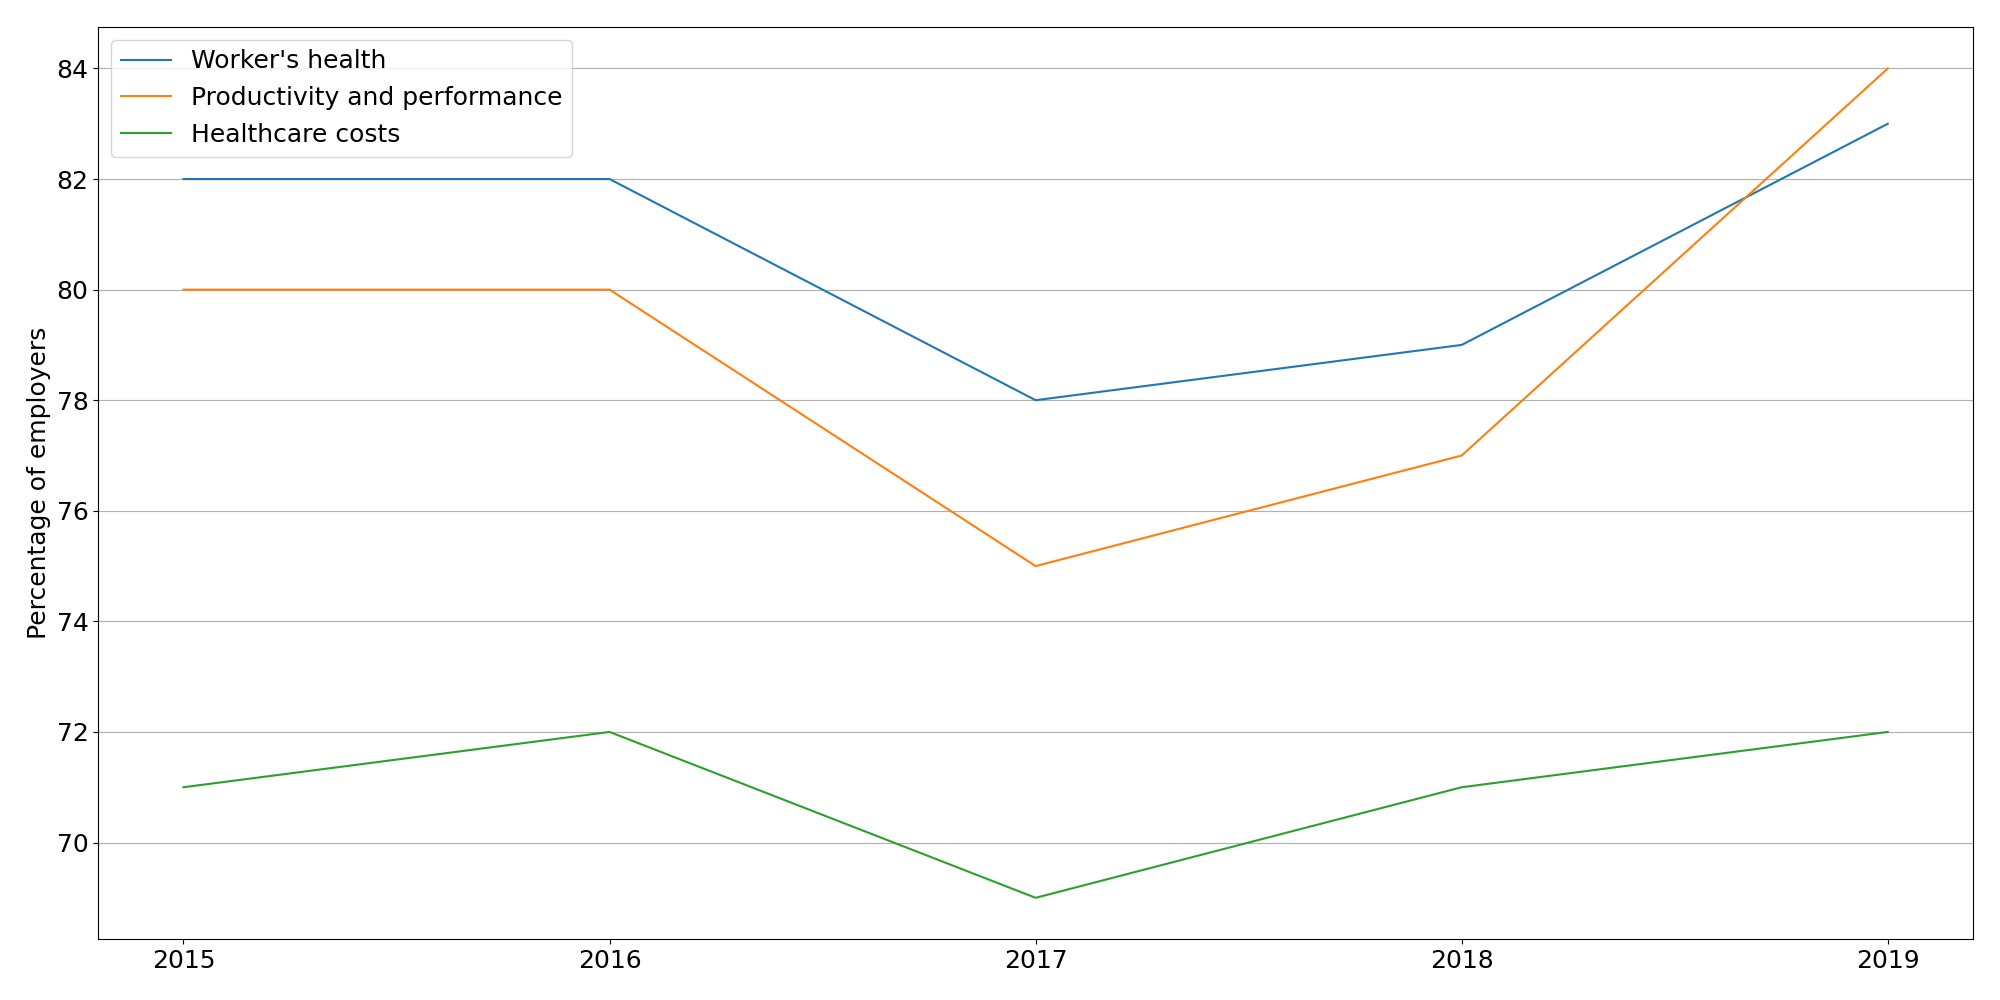 Worker's health
Productivity and performance
Healthcare costs
Percentage of employers
84
82
80
78
76
74
72
70
2015 2016 2017 2018 2019